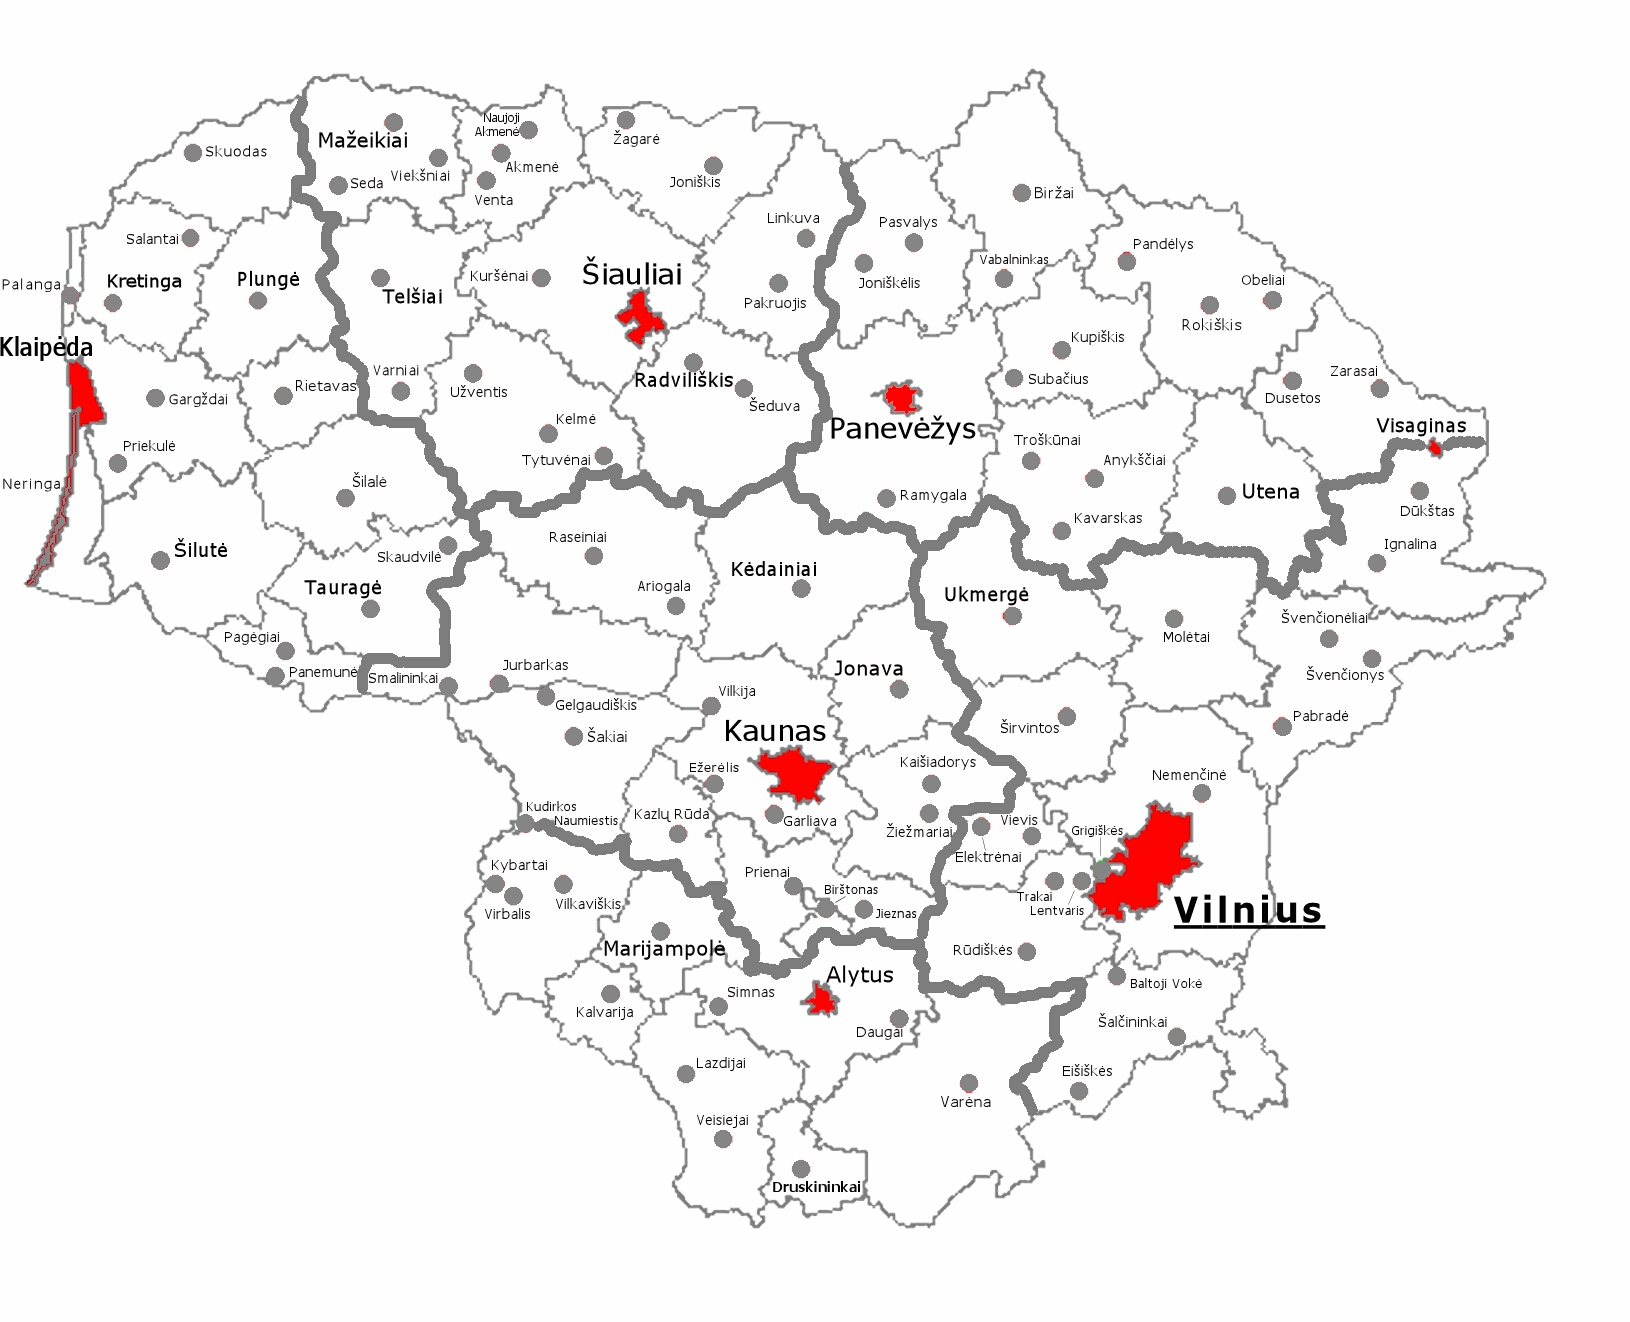 Naujoji
Akmenė
Mažeikiai
Žagarė
Skuodas
Viekšniai
Akmenė
Seda
Joniškis
Venta
Biržai
Linkuva
Pasvalys
Salantai
Pandėlys
Vabalninkas
Kuršėnai
Šiauliai
Palanga
Kretinga
Plungė
Telšiai
Joniškėlis
Obeliai
Pakruojis
Rokiškis
Kupiškis
Klaipėda
Varniai
Radviliškis
Subačius
Zarasai
Rietavas
Užventis
Dusetos
Gargždai
Šeduva
Kelmė
Panevėžys
Visaginas
Priekulė
Tytuvėnai
Troškūnai
Anykščiai
Neringa
Šilalė
Ramygala
Utena
Dūkštas
Kavarskas
Raseiniai
Šilutė
Skaudvilė
Ignalina
Kėdainiai
Tauragė
Ariogala
Ukmergė
Švenčionėliai
Pagėgiai
Molėtai
Jurbarkas
Jonava
Panemunė
Smalininkai
Švenčionys
Vilkija
Gelgaudiškis
Pabradė
Širvintos
Kaunas
Šakiai
Ežerėlis
Kaišiadorys
Nemenčinė
Kudirkos
Naumiestis
Kazlų Rūda
Garliava
Žiežmariai
Vievis
Grigiškės
Elektrėnai
Kybartai
Prienai
Birštonas
Trakai
Virbalis
Vilkaviškis
Jieznas
Lentvaris
Vilnius
Marijampolė
Rūdiškės
Alytus
Baltoji Vokė
Simnas
Kalvarija
Daugai
Šalčininkai
Lazdijai
Eišiškės
Varėna
Veisiejai
Druskininkai